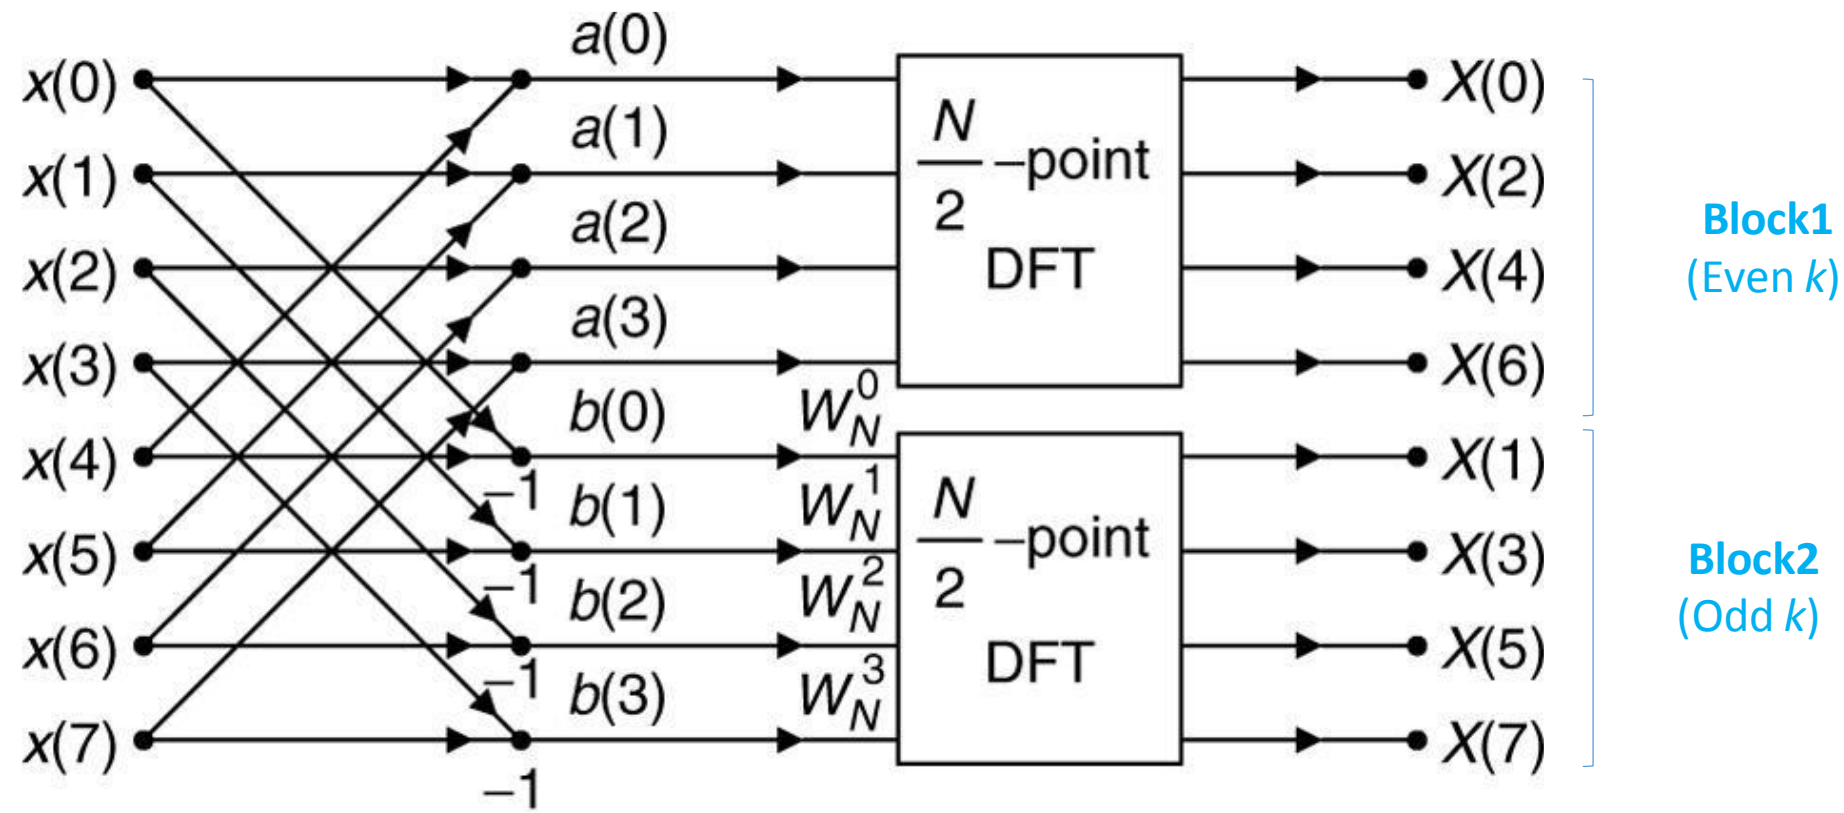 a(0)
x(0)
X(0)
a(1)
N
x(1)
–point
X(2)
2
Block1
a(2)
x(2)
DFT
X(4)
(Even k)
a(3)
x(3)
X(6)
W_N^0
b(0)
x(4)
X(1)
–1
W_N^1
b(1)
N
x(5)
–point
X(3)
Block2
–1
W_N^2
b(2)
2
x(6)
DFT
X(5)
(Odd k)
–1
W_N^3
b(3)
x(7)
X(7)
–1